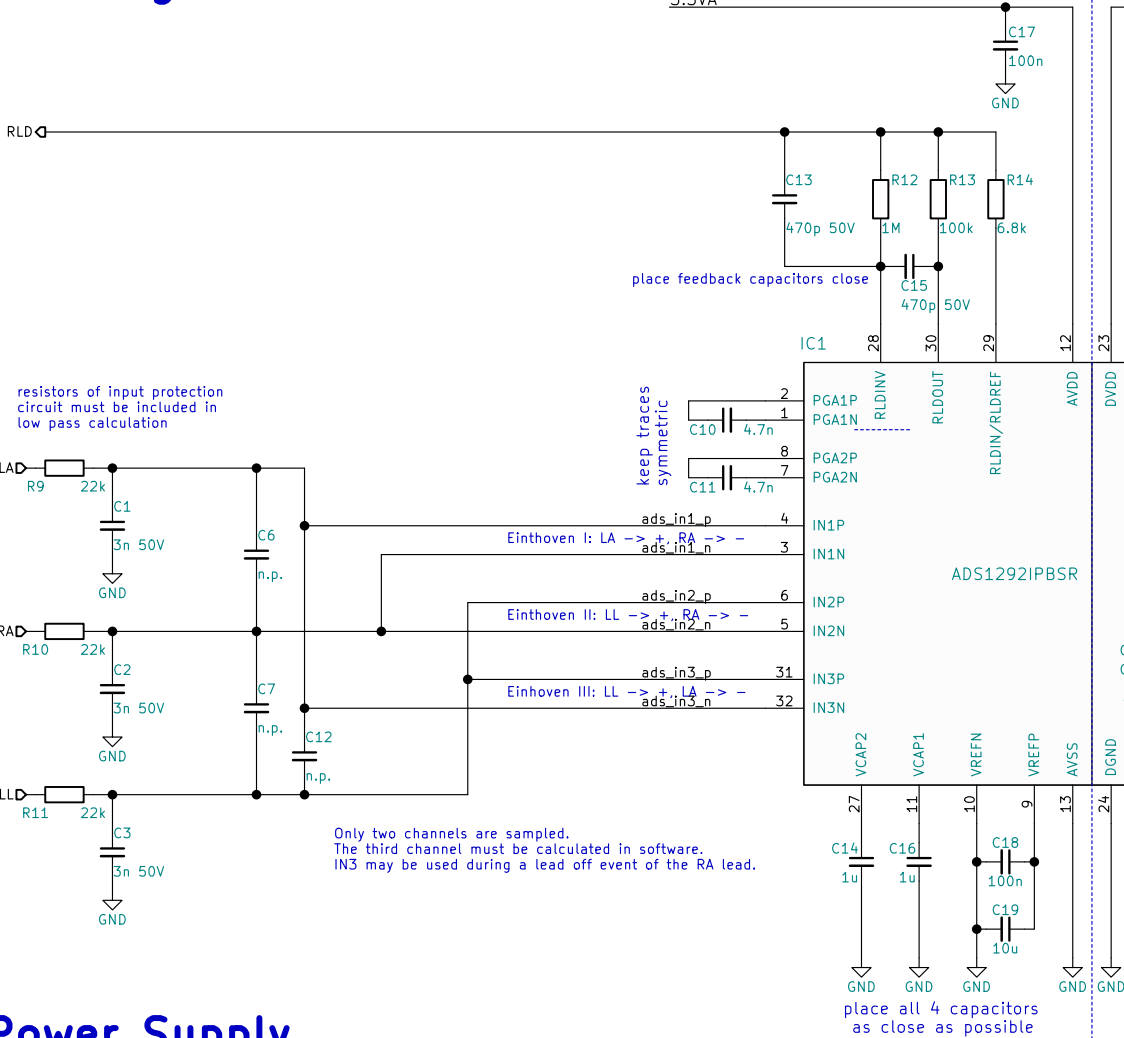 3.3VA
C17
100n
GND
RLD
C13
470p 50V
R12
1M
R13
100k
R14
6.8k
place feedback capacitors close
C15
470p 50V
IC1
28
30
29
12
23
RLDINV
RLDOUT
RLDIN/RLDREF
AVDD
DVDD
resistors of input protection
circuit must be included in
low pass calculation
keep traces
symmetric
2
PGA1P
1
PGA1N
C10
4.7n
8
PGA2P
7
PGA2N
C11
4.7n
LA
R9
22k
C1
3n 50V
GND
C6
n.p.
ads_in1_p
4
IN1P
Einthoven I: LA -> +, RA -> -
ads_in1_n
3
IN1N
ADS1292IPBSR
ads_in2_p
6
IN2P
Einthoven II: LL -> +, RA -> -
ads_in2_n
5
IN2N
RA
R10
22k
C2
3n 50V
GND
C7
n.p.
ads_in3_p
31
IN3P
Einhoven III: LL -> +, LA -> -
ads_in3_n
32
IN3N
C12
n.p.
LL
R11
22k
C3
3n 50V
GND
VCAP2
VCAP1
VREFN
VREFP
AVSS
DGND
27
11
10
9
13
24
Only two channels are sampled.
The third channel must be calculated in software.
IN3 may be used during a lead off event of the RA lead.
C14
1u
C16
1u
C18
100n
C19
10u
GND
GND
GND
GND
GND
place all 4 capacitors
as close as possible
Power Supply